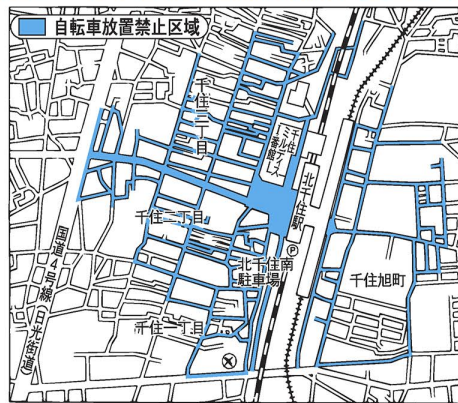 自転車放置禁止区域
千住三丁目
千住
ミルディス
一番館
北千住駅
千住二丁目
P
北千住南
駐車場
千住旭町
国道4号線(日光街道)
千住一丁目